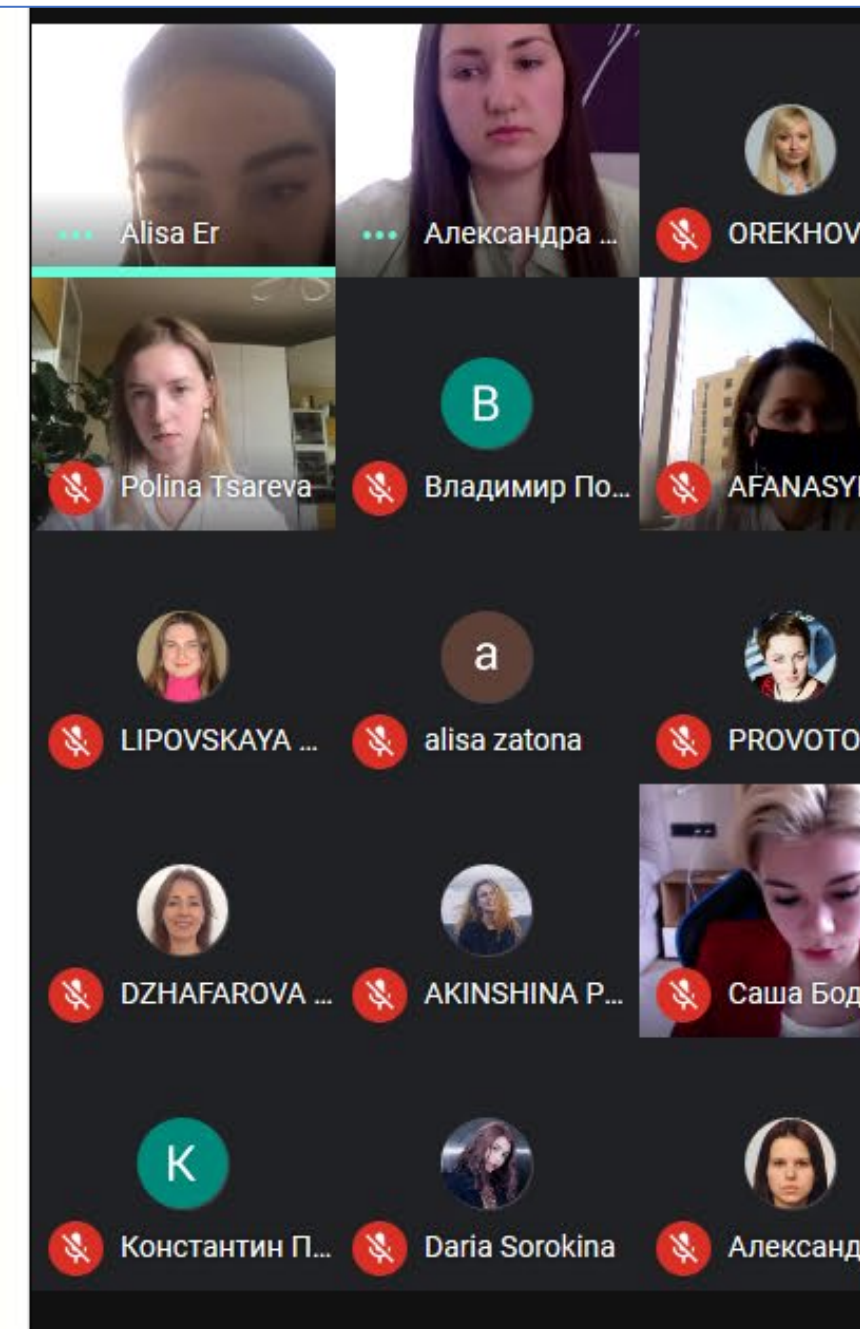 Alisa Er
Александра ...
OREKHOV
Polina Tsareva
В
Владимир По...
AFANASY
LIPOVSKAYA ...
a
alisa zatona
PROVOTO
DZHAFAROVA ...
AKINSHINA P...
Саша Бод
К
Константин П...
Daria Sorokina
Александ